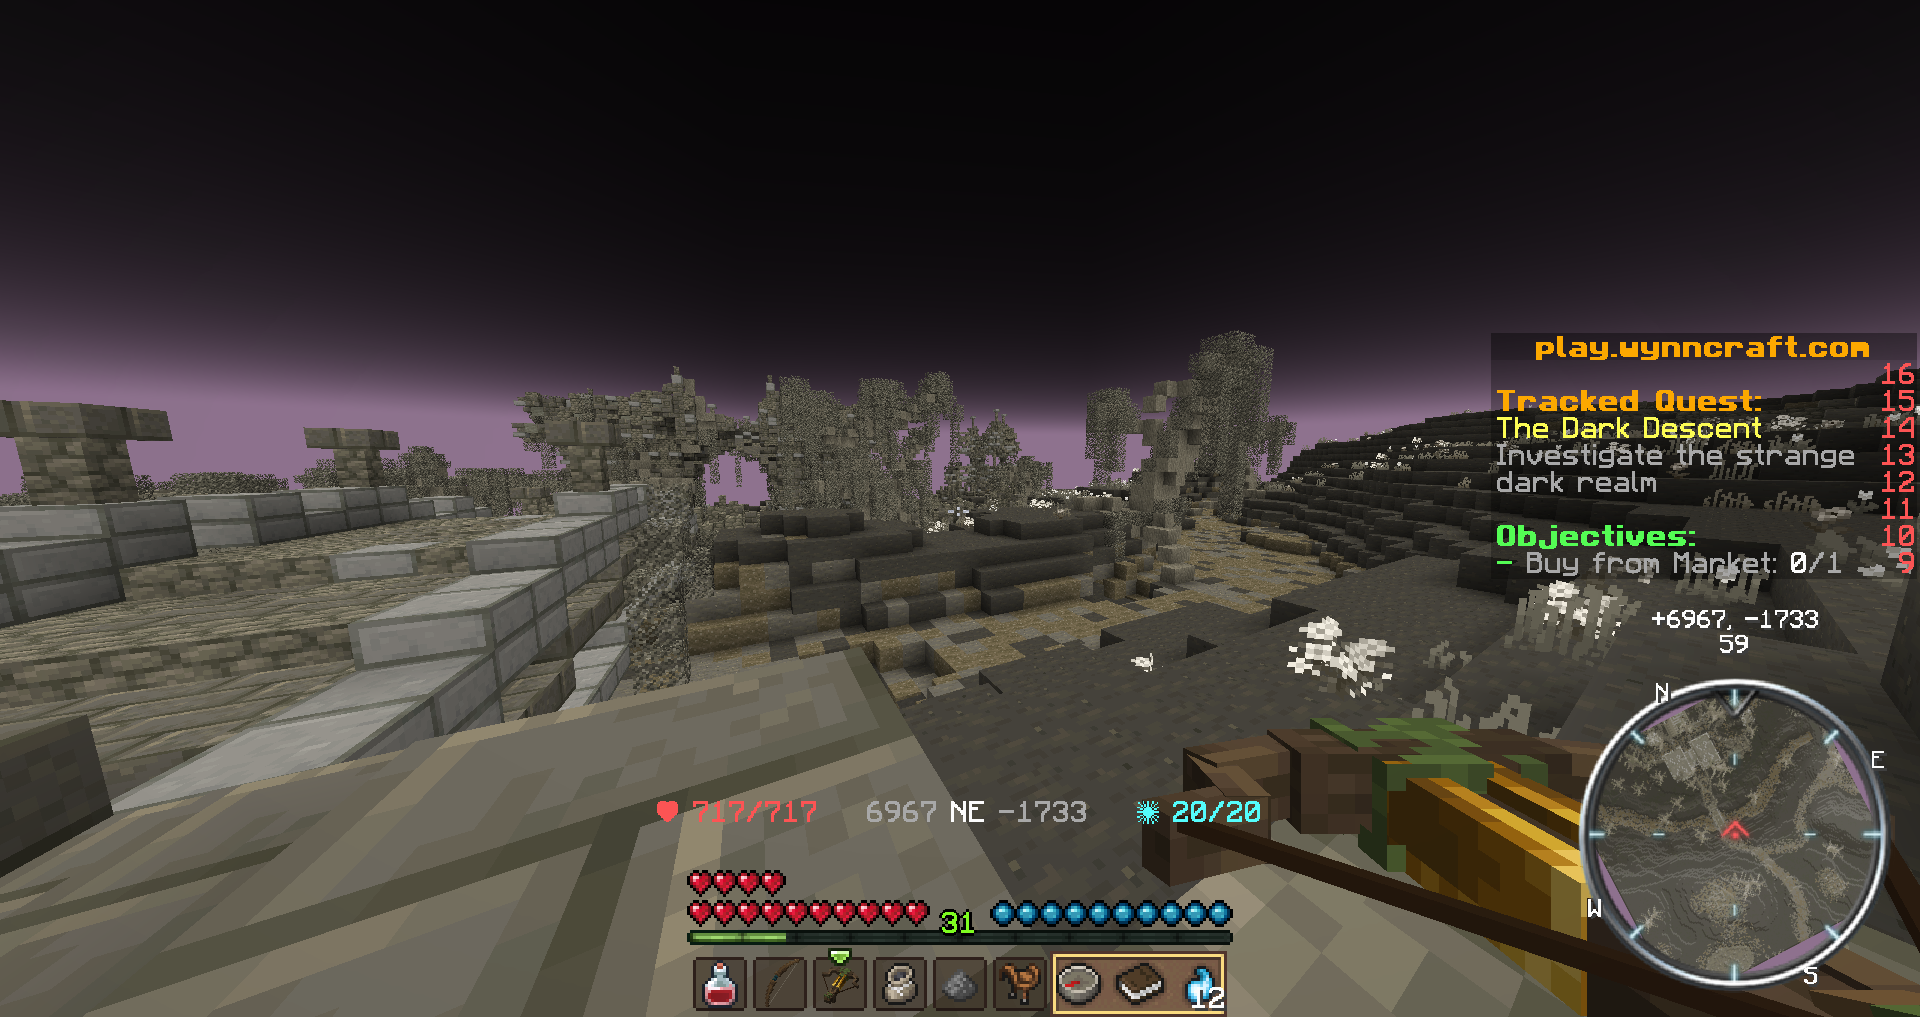 play.wynncraft.com
16
Tracked Quest: 15
The Dark Descent 14
Investigate the strange 13
dark realm 12
11
Objectives: 10
- Buy from Market: 0/1 9
+6967, -1733
59
N
E
W
S
717/717 6967 NE -1733 20/20
31
12